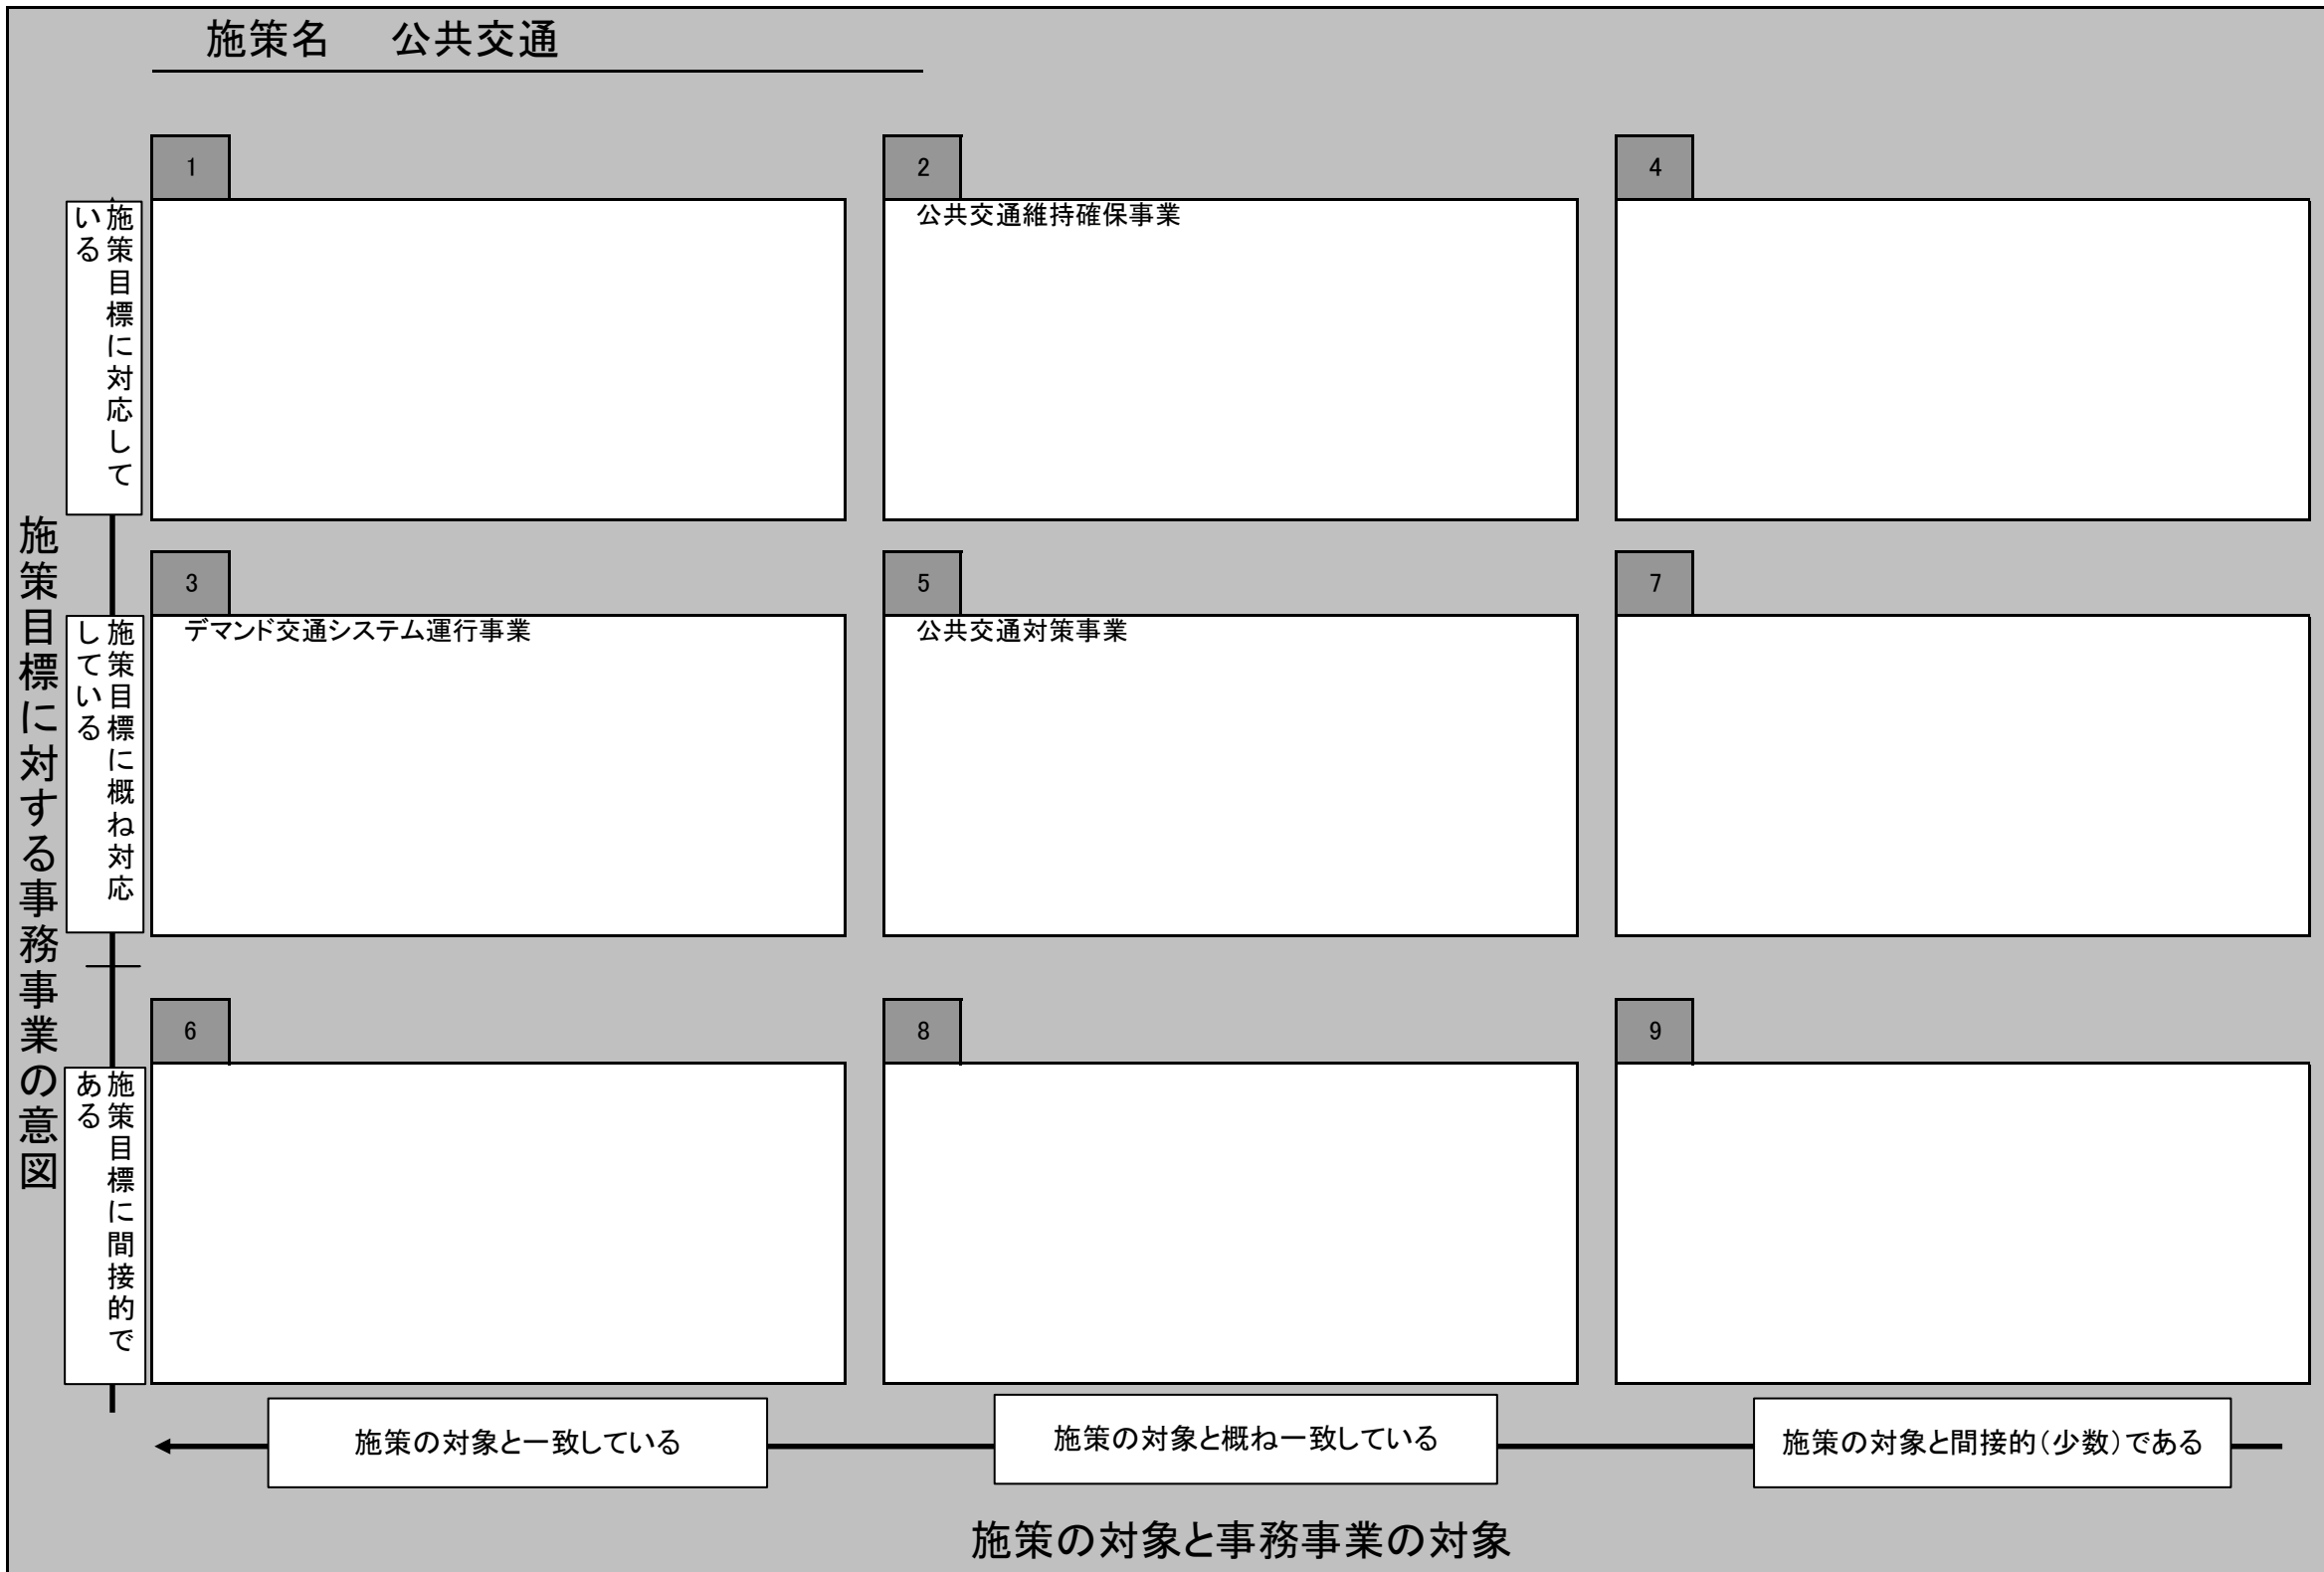 施策名　公共交通
1
2
4
公共交通維持確保事業
施策目標に対応して
いる
3
5
7
デマンド交通システム運行事業
公共交通対策事業
施策目標に概ね対応
している
施策目標に対する事務事業の意図
6
8
9
施策目標に間接的で
ある
施策の対象と一致している
施策の対象と概ね一致している
施策の対象と間接的（少数）である
施策の対象と事務事業の対象